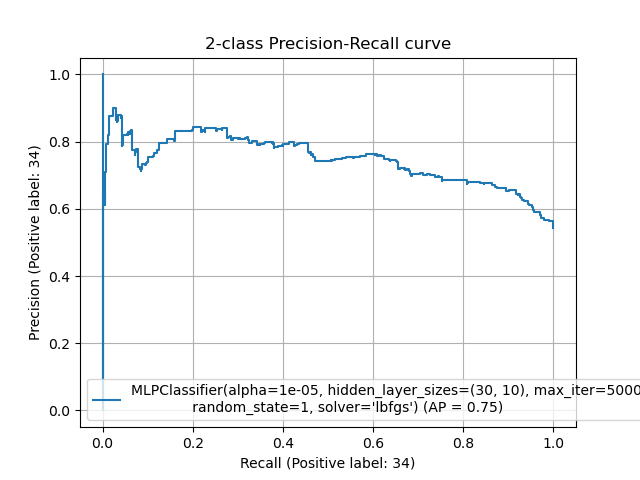 2-class Precision-Recall curve
1.0
0.8
0.6
0.4
0.2
0.0
Precision (Positive label: 34)
MLPClassifier(alpha=1e-05, hidden_layer_sizes=(30, 10), max_iter=5000
random_state=1, solver='lbfgs') (AP = 0.75)
0.0 0.2 0.4 0.6 0.8 1.0
Recall (Positive label: 34)